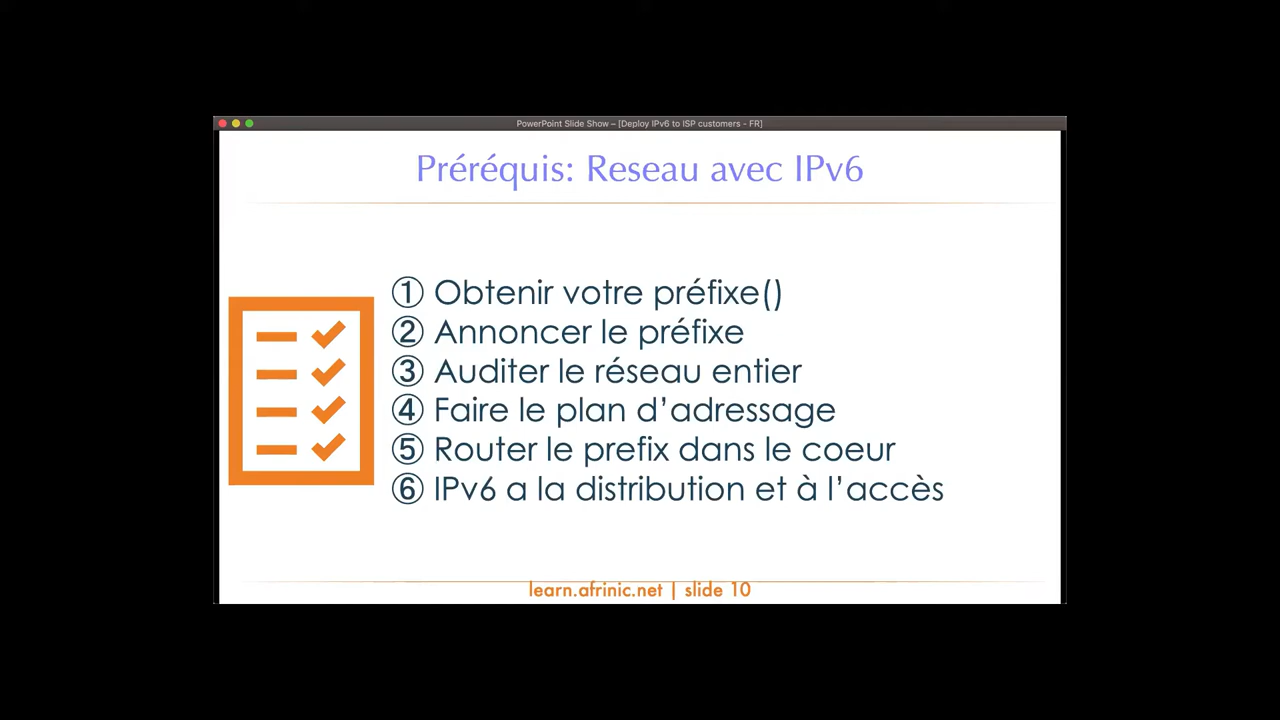 PowerPoint Slide Show – [Deploy IPv6 to ISP customers - FR]
Préréquis: Reseau avec IPv6
① Obtenir votre préfixe()
② Annoncer le préfixe
③ Auditer le réseau entier
④ Faire le plan d’adressage
⑤ Router le prefix dans le coeur
⑥ IPv6 a la distribution et à l’accès
learn.afrinic.net | slide 10